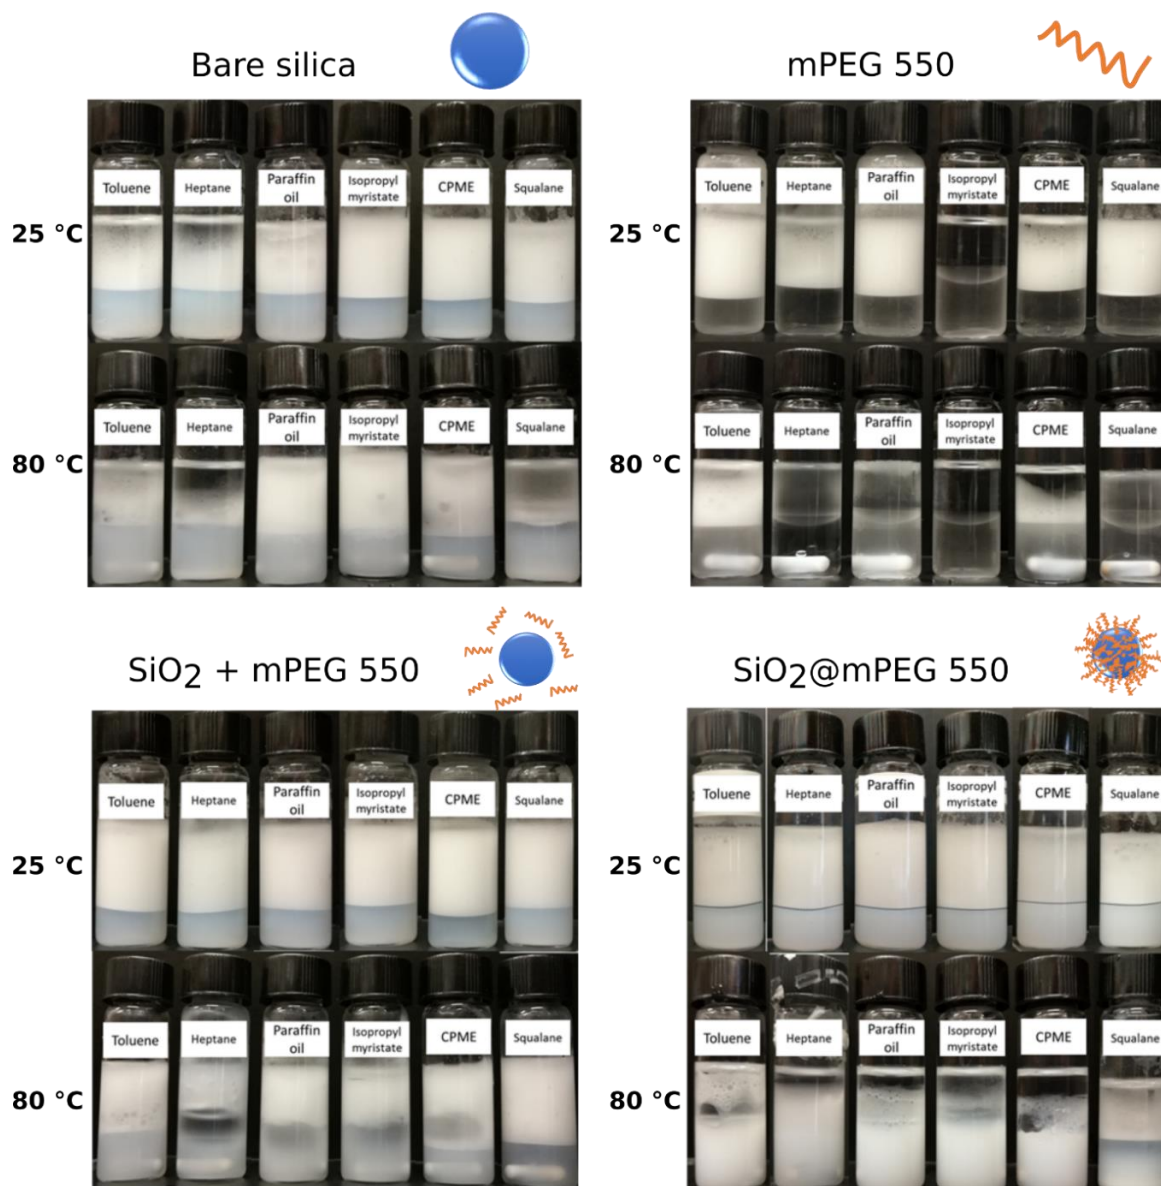 Bare silica
mPEG 550
25 °C
Toluene
Heptane
Paraffin
oil
Isopropyl
myristate
CPME
Squalane
25 °C
Toluene
Heptane
Paraffin
oil
Isopropyl
myristate
CPME
Squalane
80 °C
Toluene
Heptane
Paraffin
oil
Isopropyl
myristate
CPME
Squalane
80 °C
Toluene
Heptane
Paraffin
oil
Isopropyl
myristate
CPME
Squalane
SiO2 + mPEG 550
SiO2@mPEG 550
25 °C
Toluene
Heptane
Paraffin
oil
Isopropyl
myristate
CPME
Squalane
25 °C
Toluene
Heptane
Paraffin
oil
Isopropyl
myristate
CPME
Squalane
80 °C
Toluene
Heptane
Paraffin
oil
Isopropyl
myristate
CPME
Squalane
80 °C
Toluene
Heptane
Paraffin
oil
Isopropyl
myristate
CPME
Squalane